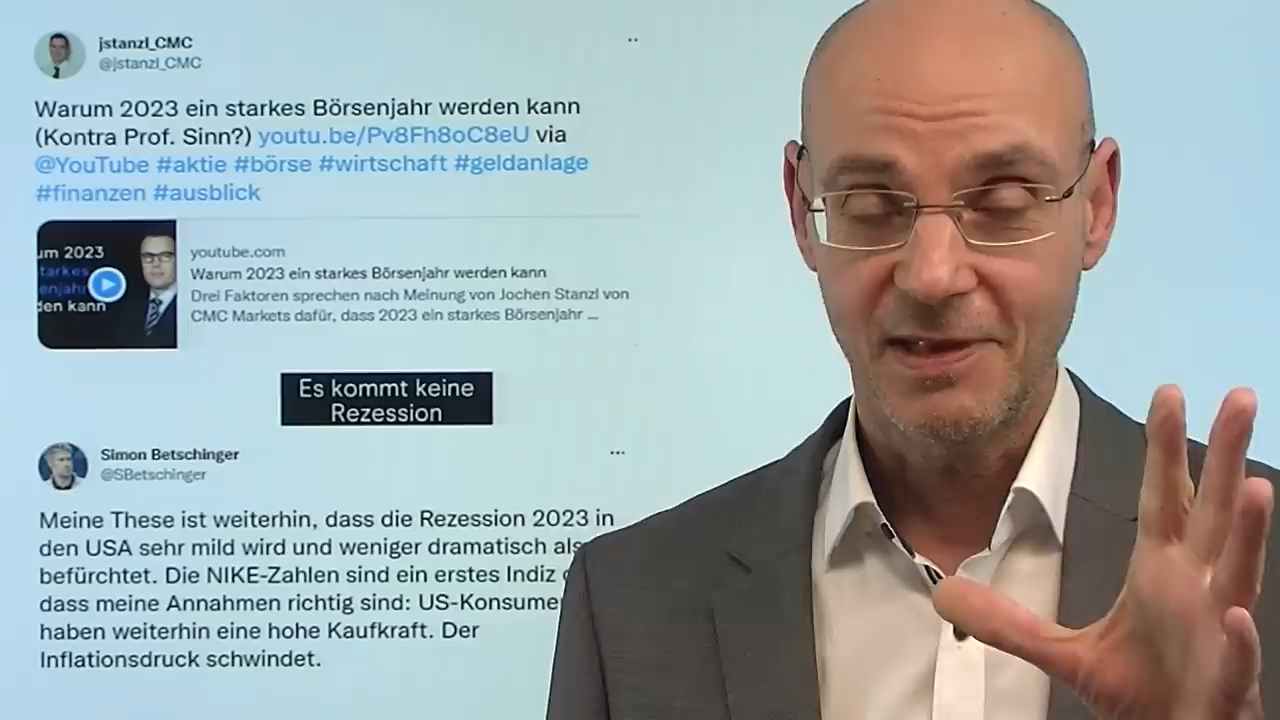 jstanzl_CMC
@jstanzl_CMC
Warum 2023 ein starkes Börsenjahr werden kann
(Kontra Prof. Sinn?) youtu.be/Pv8Fh8oC8eU via
@YouTube #aktie #börse #wirtschaft #geldanlage
#finanzen #ausblick
um 2023
tarkes
enjahr
den kann
youtube.com
Warum 2023 ein starkes Börsenjahr werden kann
Drei Faktoren sprechen nach Meinung von Jochen Stanzl von
CMC Markets dafür, dass 2023 ein starkes Börsenjahr ...
Es kommt keine
Rezession
Simon Betschinger
@SBetschinger
Meine These ist weiterhin, dass die Rezession 2023 in
den USA sehr mild wird und weniger dramatisch als
befürchtet. Die NIKE-Zahlen sind ein erstes Indiz
dass meine Annahmen richtig sind: US-Konsume
haben weiterhin eine hohe Kaufkraft. Der
Inflationsdruck schwindet.